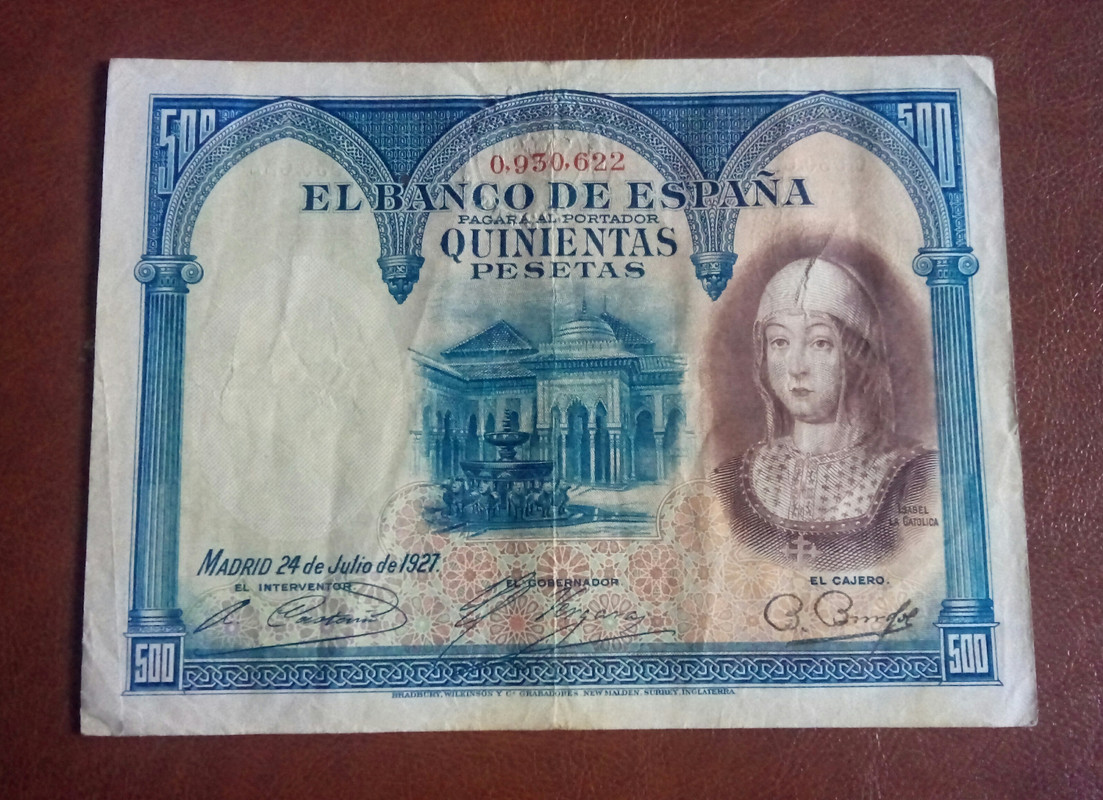 500 500
0,930,622
EL BANCO DE ESPAÑA
PAGARÁ AL PORTADOR
QUINIENTAS
PESETAS
ISABEL
LA CATOLICA
MADRID 24 de Julio de 1927.
EL INTERVENTOR EL GOBERNADOR EL CAJERO.
500 500
BRADBURY, WILKINSON Y Cª GRABADORES NEW MALDEN, SURREY, INGLATERRA